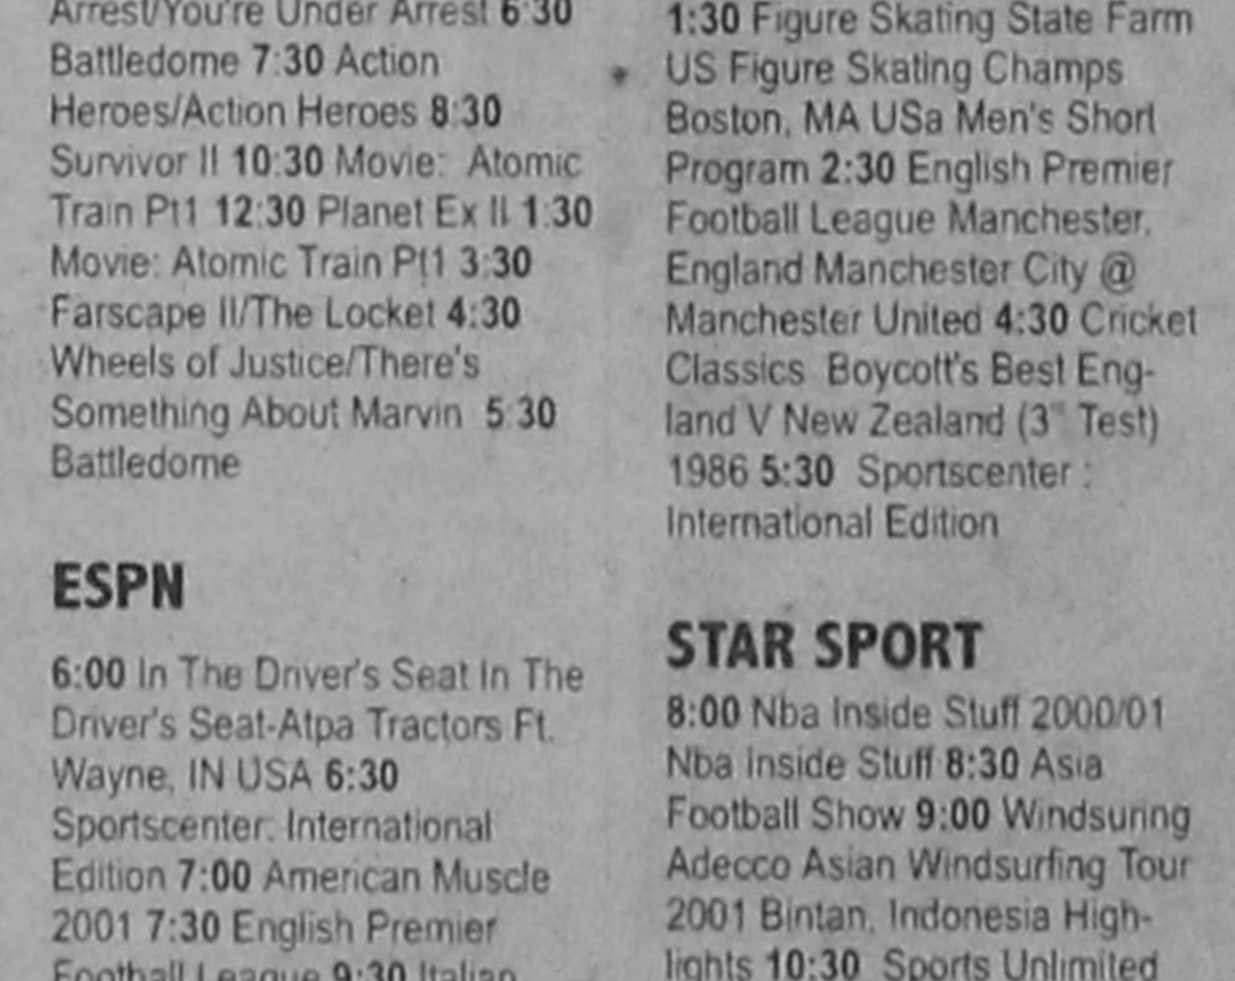 Arrest/You're Under Arrest 6:30
Battledome 7:30 Action
Heroes/Action Heroes 8:30
Survivor II 10:30 Movie: Atomic
Train Pt1 12:30 Planet Ex II 1:30
Movie: Atomic Train Pt1 3:30
Farscape II/The Locket 4:30
Wheels of Justice/There's
Something About Marvin 5:30
Battledome
ESPN
6:00 In The Driver's Seat In The
Driver's Seat-Atpa Tractors Ft.
Wayne, IN USA 6:30
Sportscenter: International
Edition 7:00 American Muscle
2001 7:30 English Premier
Football League 9:30 Italian
1:30 Figure Skating State Farm
US Figure Skating Champs
Boston, MA USa Men's Short
Program 2:30 English Premier
Football League Manchester,
England Manchester City @
Manchester United 4:30 Cricket
Classics Boycott's Best Eng-
land V New Zealand (3rd Test)
1986 5:30 Sportscenter :
International Edition
STAR SPORT
8:00 Nba Inside Stuff 2000/01
Nba Inside Stuff 8:30 Asia
Football Show 9:00 Windsuring
Adecco Asian Windsurfing Tour
2001 Bintan, Indonesia High-
lights 10:30 Sports Unlimited